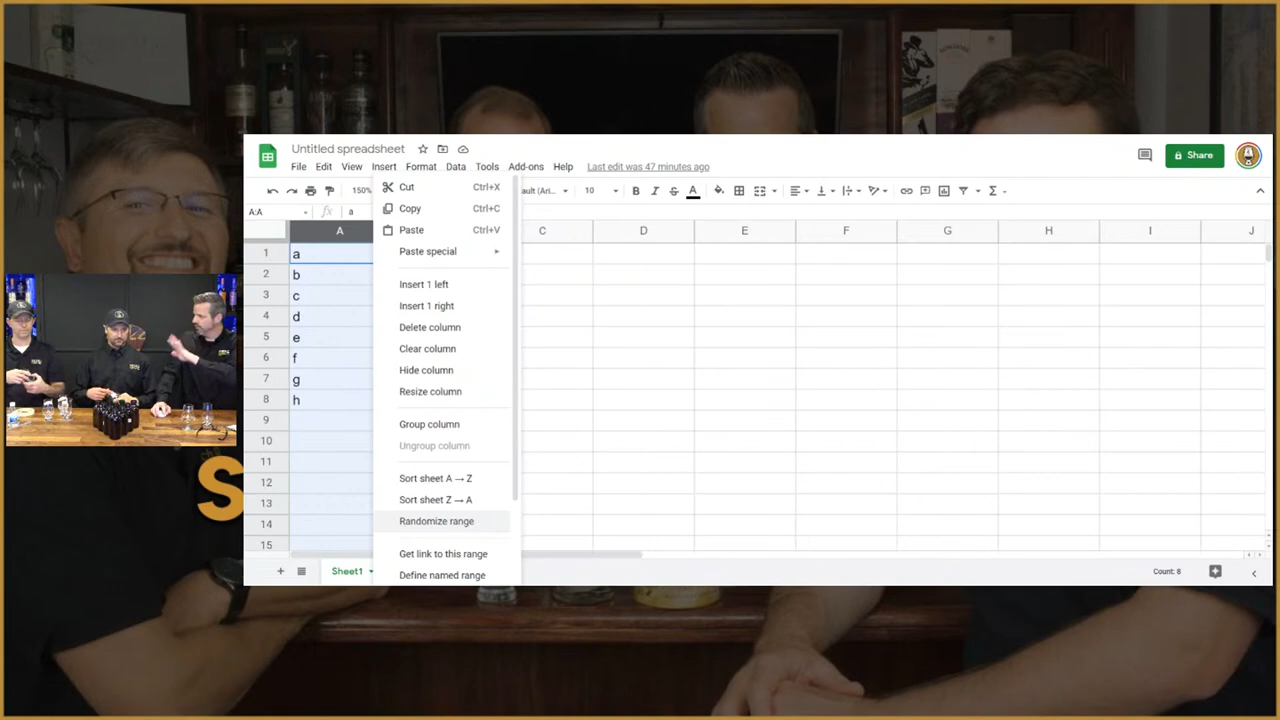 Untitled spreadsheet
File Edit View Insert Format Data Tools Add-ons Help Last edit was 47 minutes ago
Share
150% ault (Ari... 10 B I S A Σ
A:A fx a
A C D E F G H I J
1 a
2 b
3 c
4 d
5 e
6 f
7 g
8 h
9
10
11
12
13
14
15
Cut Ctrl+X
Copy Ctrl+C
Paste Ctrl+V
Paste special
Insert 1 left
Insert 1 right
Delete column
Clear column
Hide column
Resize column
Group column
Ungroup column
Sort sheet A → Z
Sort sheet Z → A
Randomize range
Get link to this range
Define named range
Sheet1
Count: 8
S